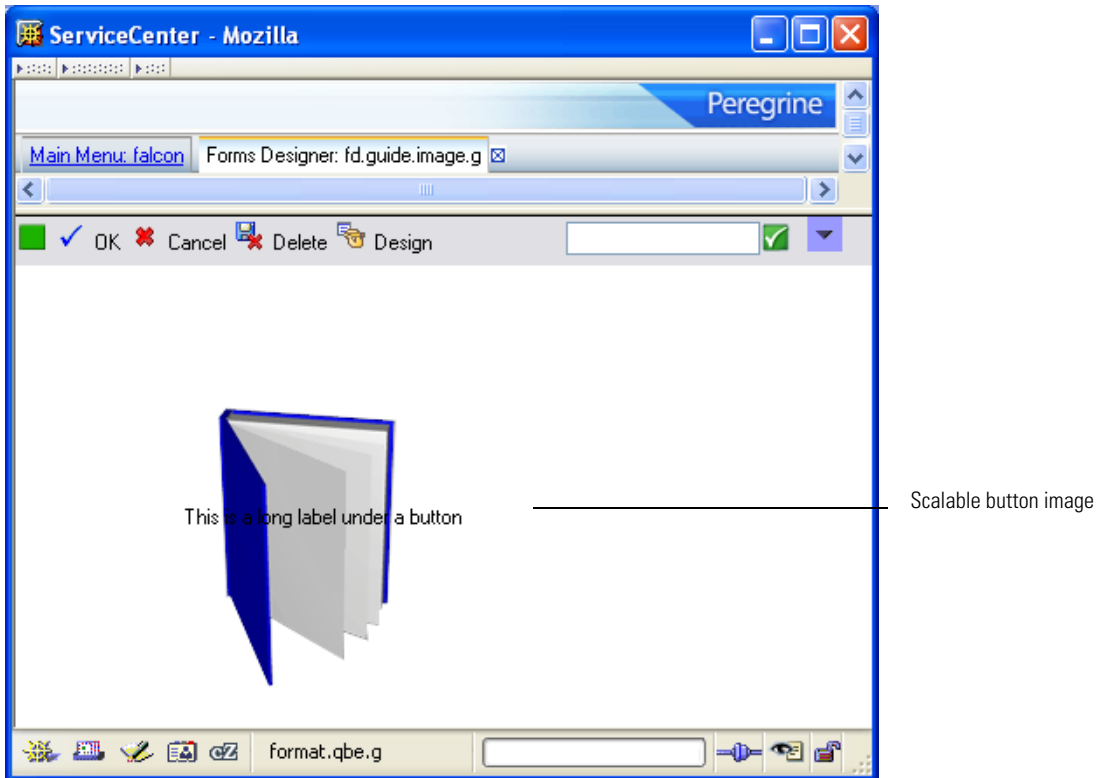 ServiceCenter - Mozilla
Peregrine
Main Menu: falcon Forms Designer: fd.guide.image.g
OK Cancel Delete Design
This is a long label under a button
Scalable button image
format.qbe.g